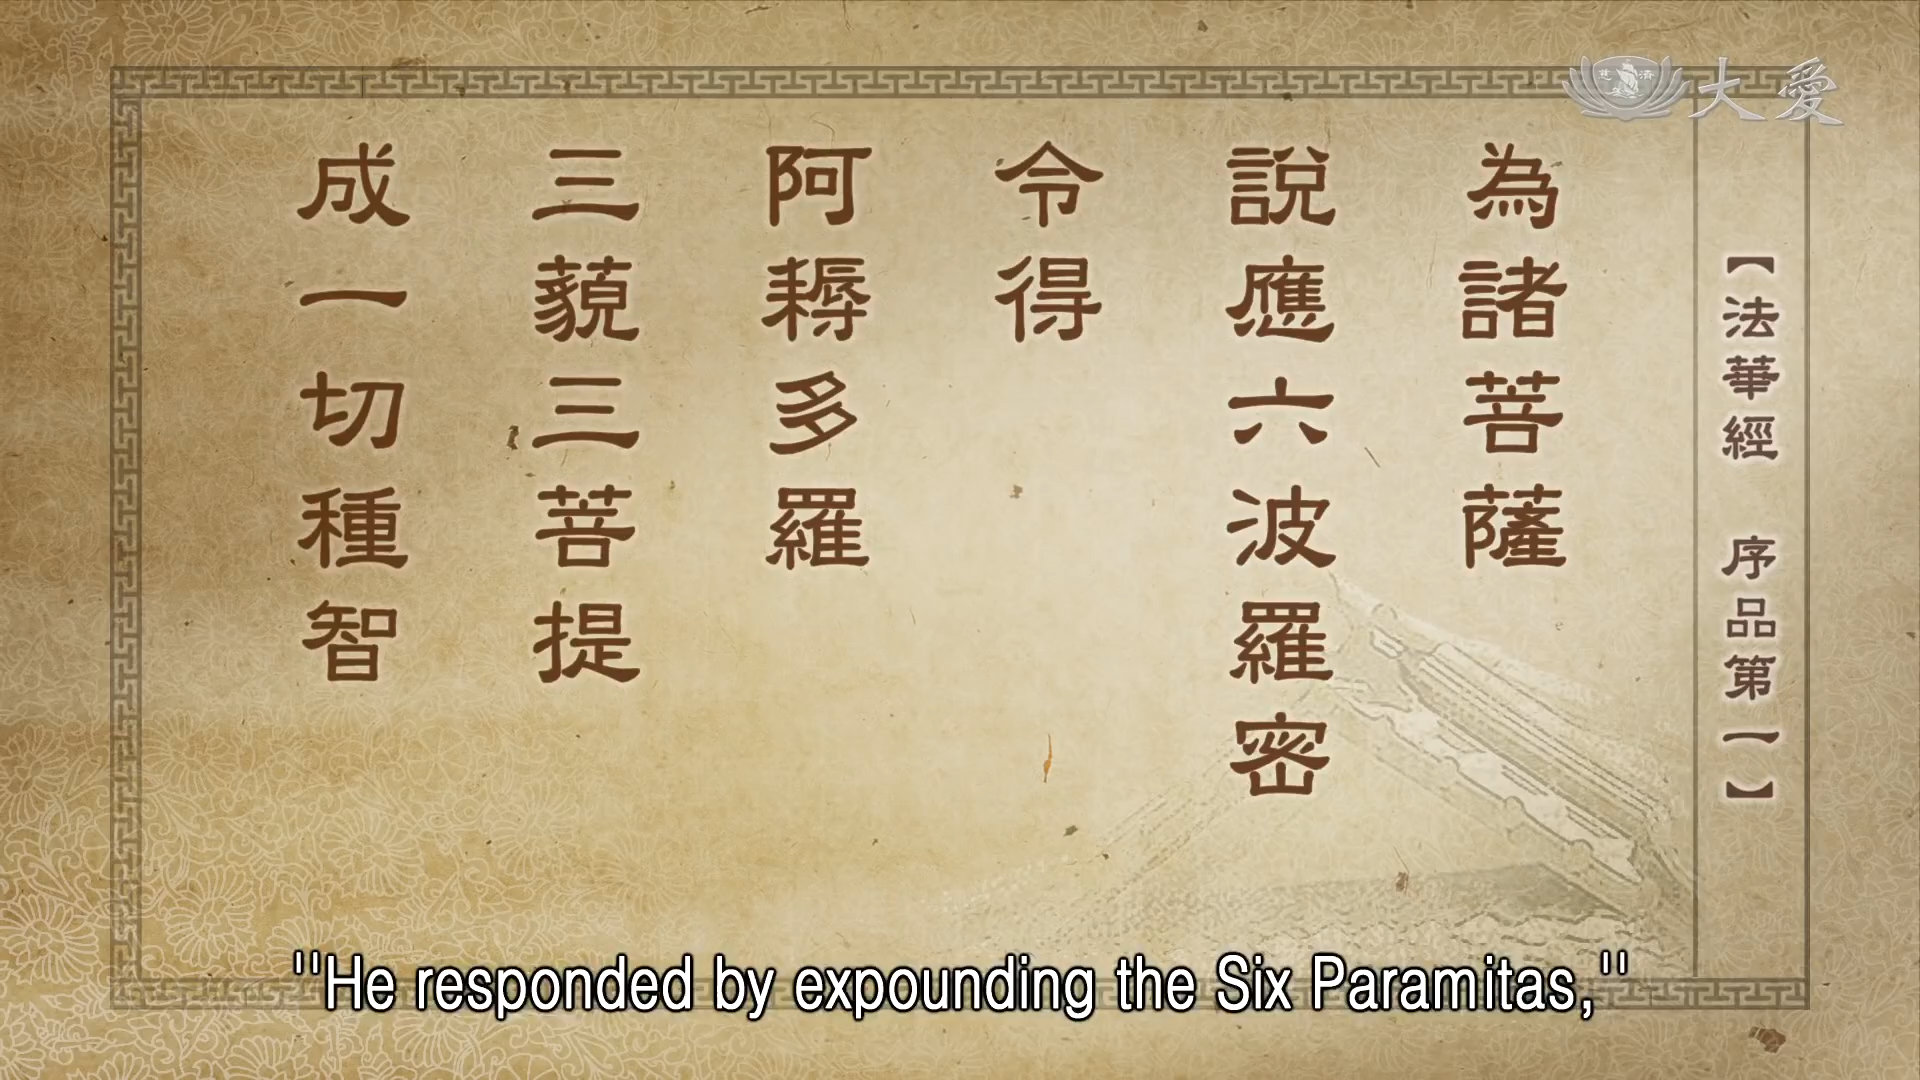 大愛
慈濟
【法華經 序品第一】
為諸菩薩
說應六波羅密
令得
阿耨多羅
三藐三菩提
成一切種智
"He responded by expounding the Six Paramitas,"